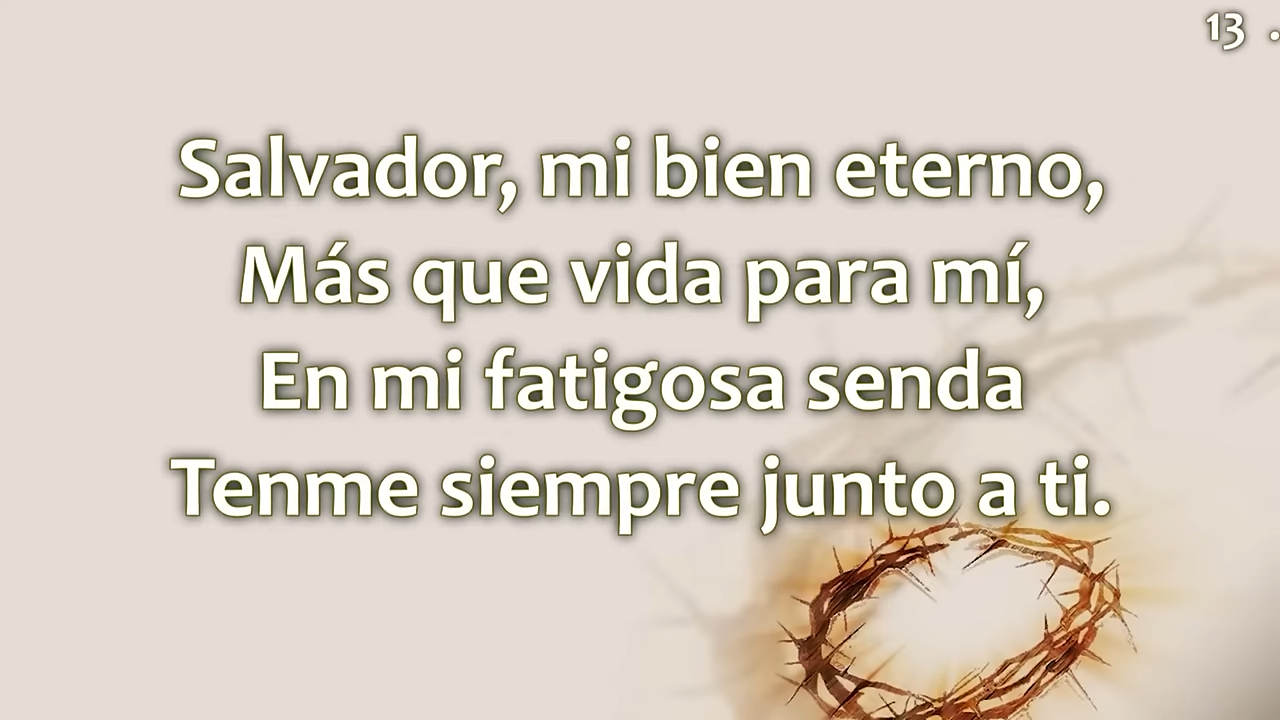 13 .
Salvador, mi bien eterno,
Más que vida para mí,
En mi fatigosa senda
Tenme siempre junto a ti.